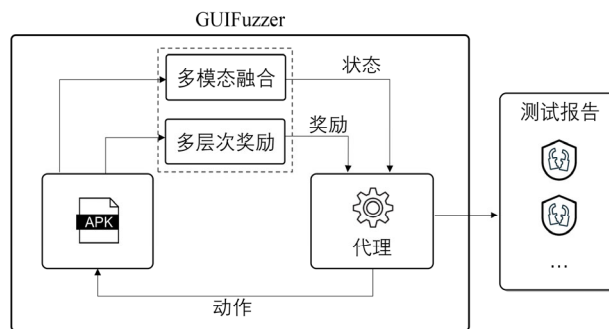 GUIFuzzer
多模态融合
状态
多层次奖励
奖励
APK
代理
动作
测试报告
...